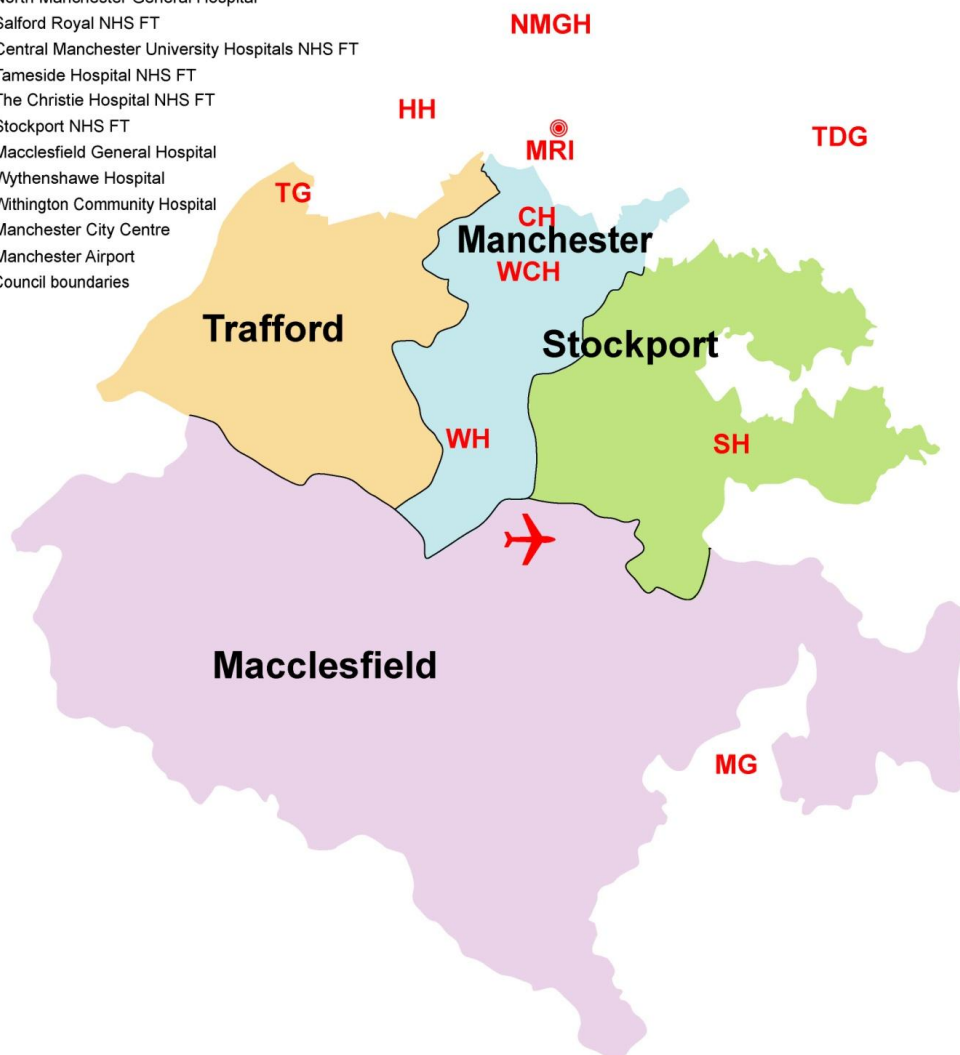 North Manchester General Hospital
Salford Royal NHS FT
Central Manchester University Hospitals NHS FT
Tameside Hospital NHS FT
The Christie Hospital NHS FT
Stockport NHS FT
Macclesfield General Hospital
Wythenshawe Hospital
Withington Community Hospital
Manchester City Centre
Manchester Airport
Council boundaries
NMGH
HH
MRI
TDG
TG
CH
Manchester
WCH
Trafford
Stockport
WH
SH
Macclesfield
MG